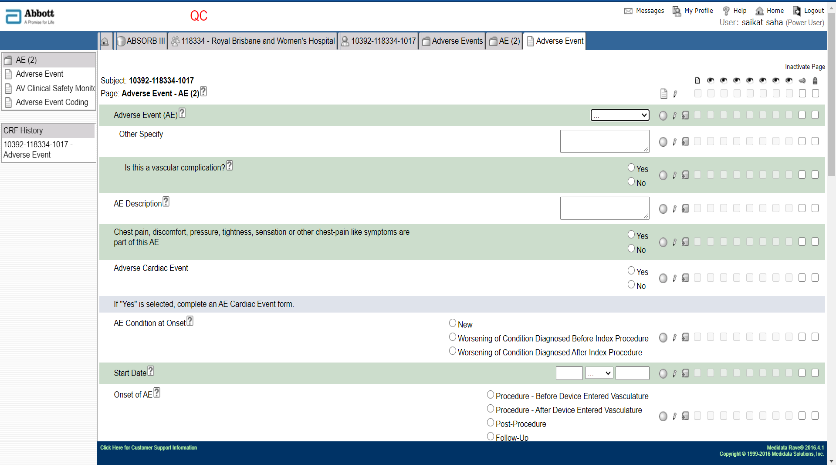 Abbott
A Promise for Life
QC
Messages My Profile Help Home Logout
User: saikat saha (Power User)
ABSORB III 118334 - Royal Brisbane and Women's Hospital 10392-118334-1017 Adverse Events AE (2) Adverse Event
AE (2)
Adverse Event
AV Clinical Safety Monito
Adverse Event Coding
CRF History
10392-118334-1017 -
Adverse Event
Inactivate Page
Subject: 10392-118334-1017
Page: Adverse Event - AE (2)?
Adverse Event (AE)? ...
Other Specify
Is this a vascular complication?? Yes
No
AE Description?
Chest pain, discomfort, pressure, tightness, sensation or other chest-pain like symptoms are
part of this AE
Yes
No
Adverse Cardiac Event Yes
No
If "Yes" is selected, complete an AE Cardiac Event form.
AE Condition at Onset? New
Worsening of Condition Diagnosed Before Index Procedure
Worsening of Condition Diagnosed After Index Procedure
Start Date? ...
Onset of AE? Procedure - Before Device Entered Vasculature
Procedure - After Device Entered Vasculature
Post-Procedure
Follow-Up
Click Here for Customer Support Information
Medidata Rave® 2016.4.1
Copyright © 1999-2016 Medidata Solutions, Inc.